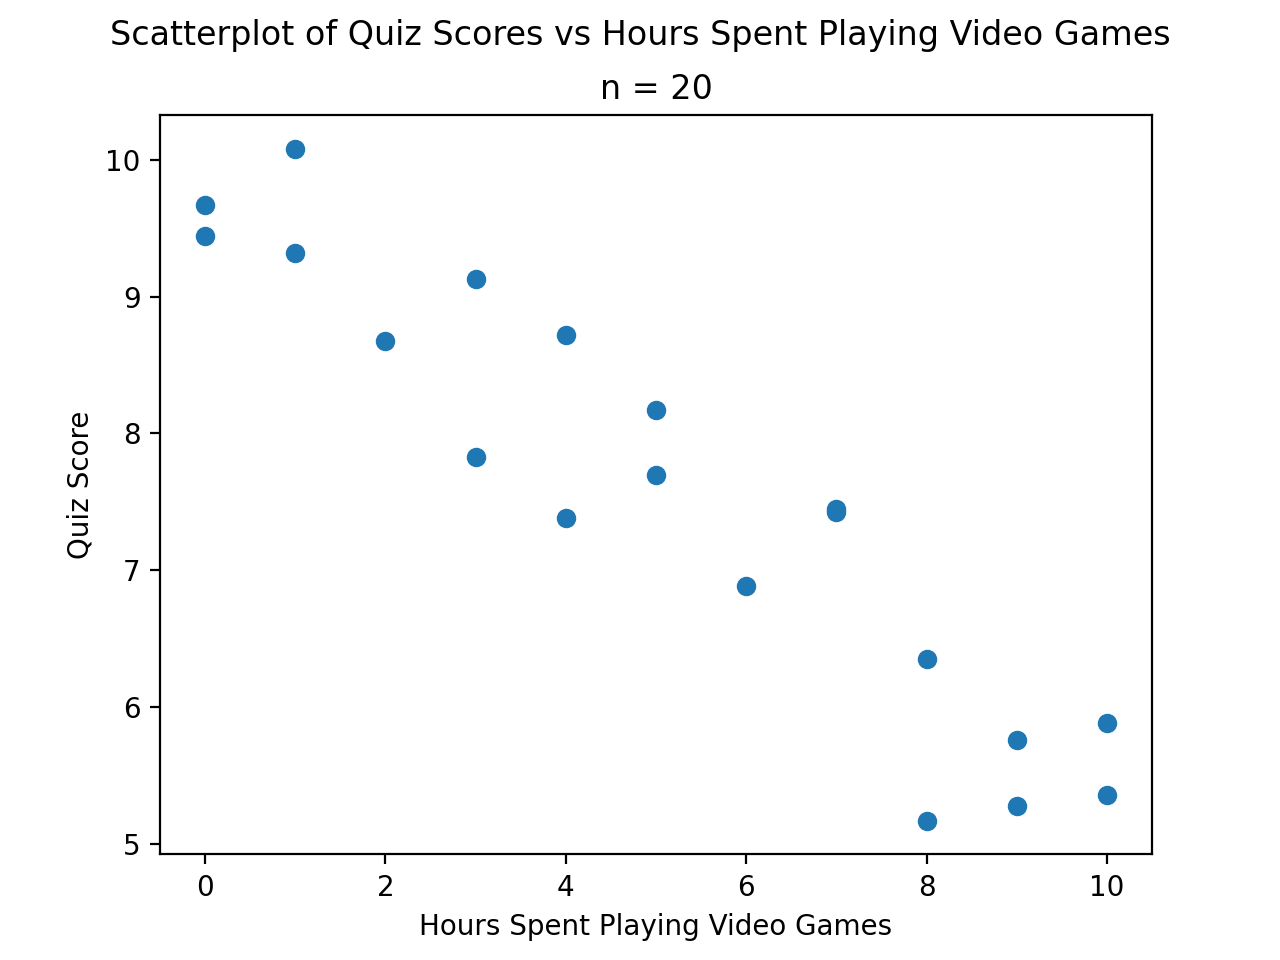 Scatterplot of Quiz Scores vs Hours Spent Playing Video Games
n = 20
10
9
8
7
6
5
Quiz Score
0 2 4 6 8 10
Hours Spent Playing Video Games